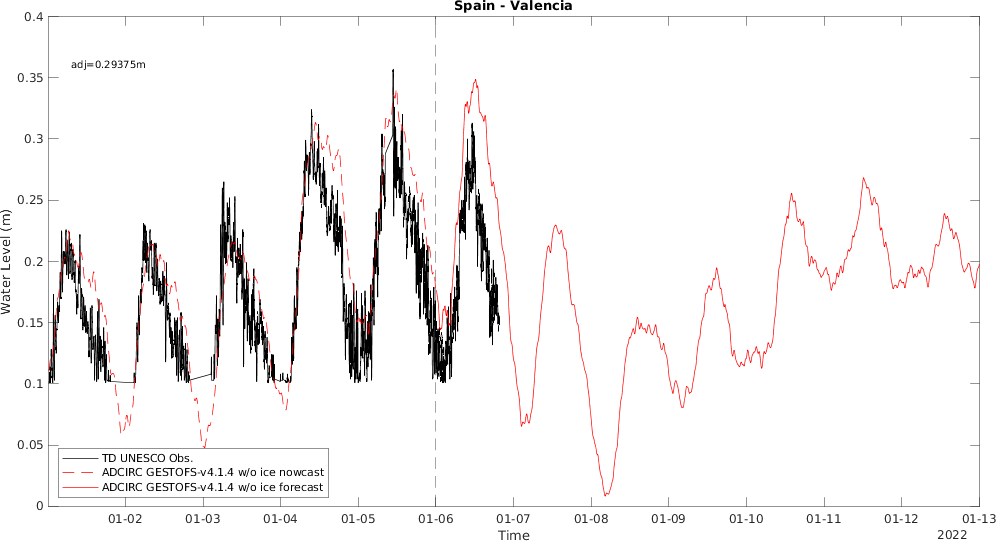 Spain - Valencia
0.4
0.35
0.3
0.25
0.2
0.15
0.1
0.05
0
Water Level (m)
adj=0.29375m
TD UNESCO Obs.
ADCIRC GESTOFS-v4.1.4 w/o ice nowcast
ADCIRC GESTOFS-v4.1.4 w/o ice forecast
01-02 01-03 01-04 01-05 01-06 01-07 01-08 01-09 01-10 01-11 01-12 01-13
Time
2022